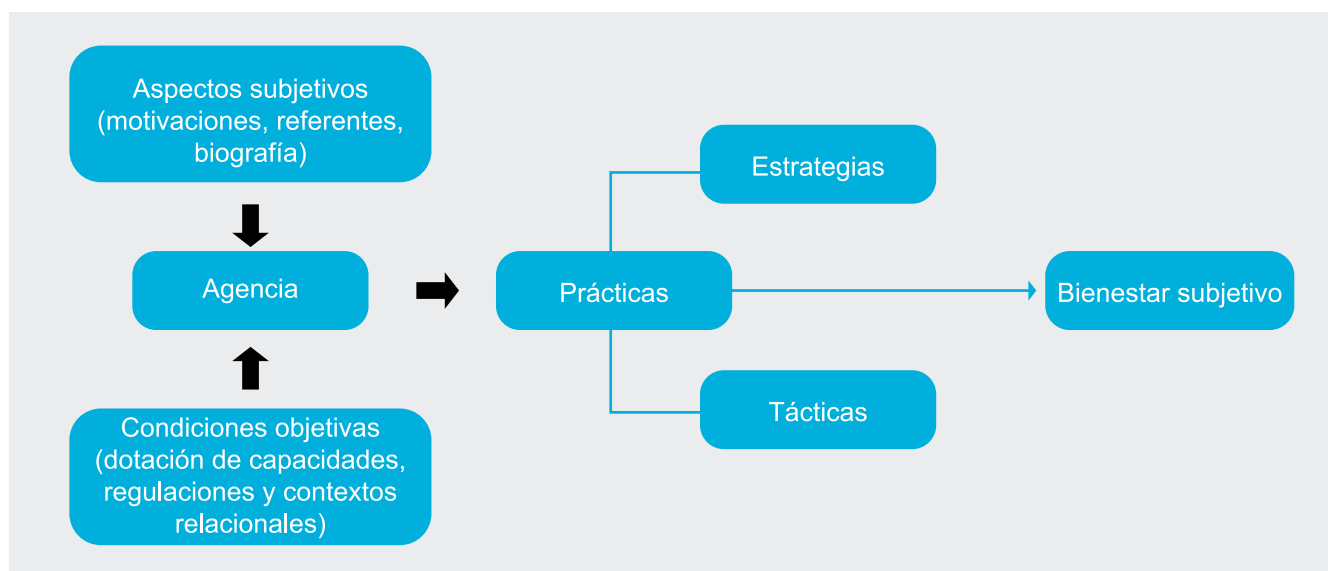 Aspectos subjetivos
(motivaciones, referentes,
biografía)
Agencia
Condiciones objetivas
(dotación de capacidades,
regulaciones y contextos
relacionales)
Prácticas
Estrategias
Tácticas
Bienestar subjetivo